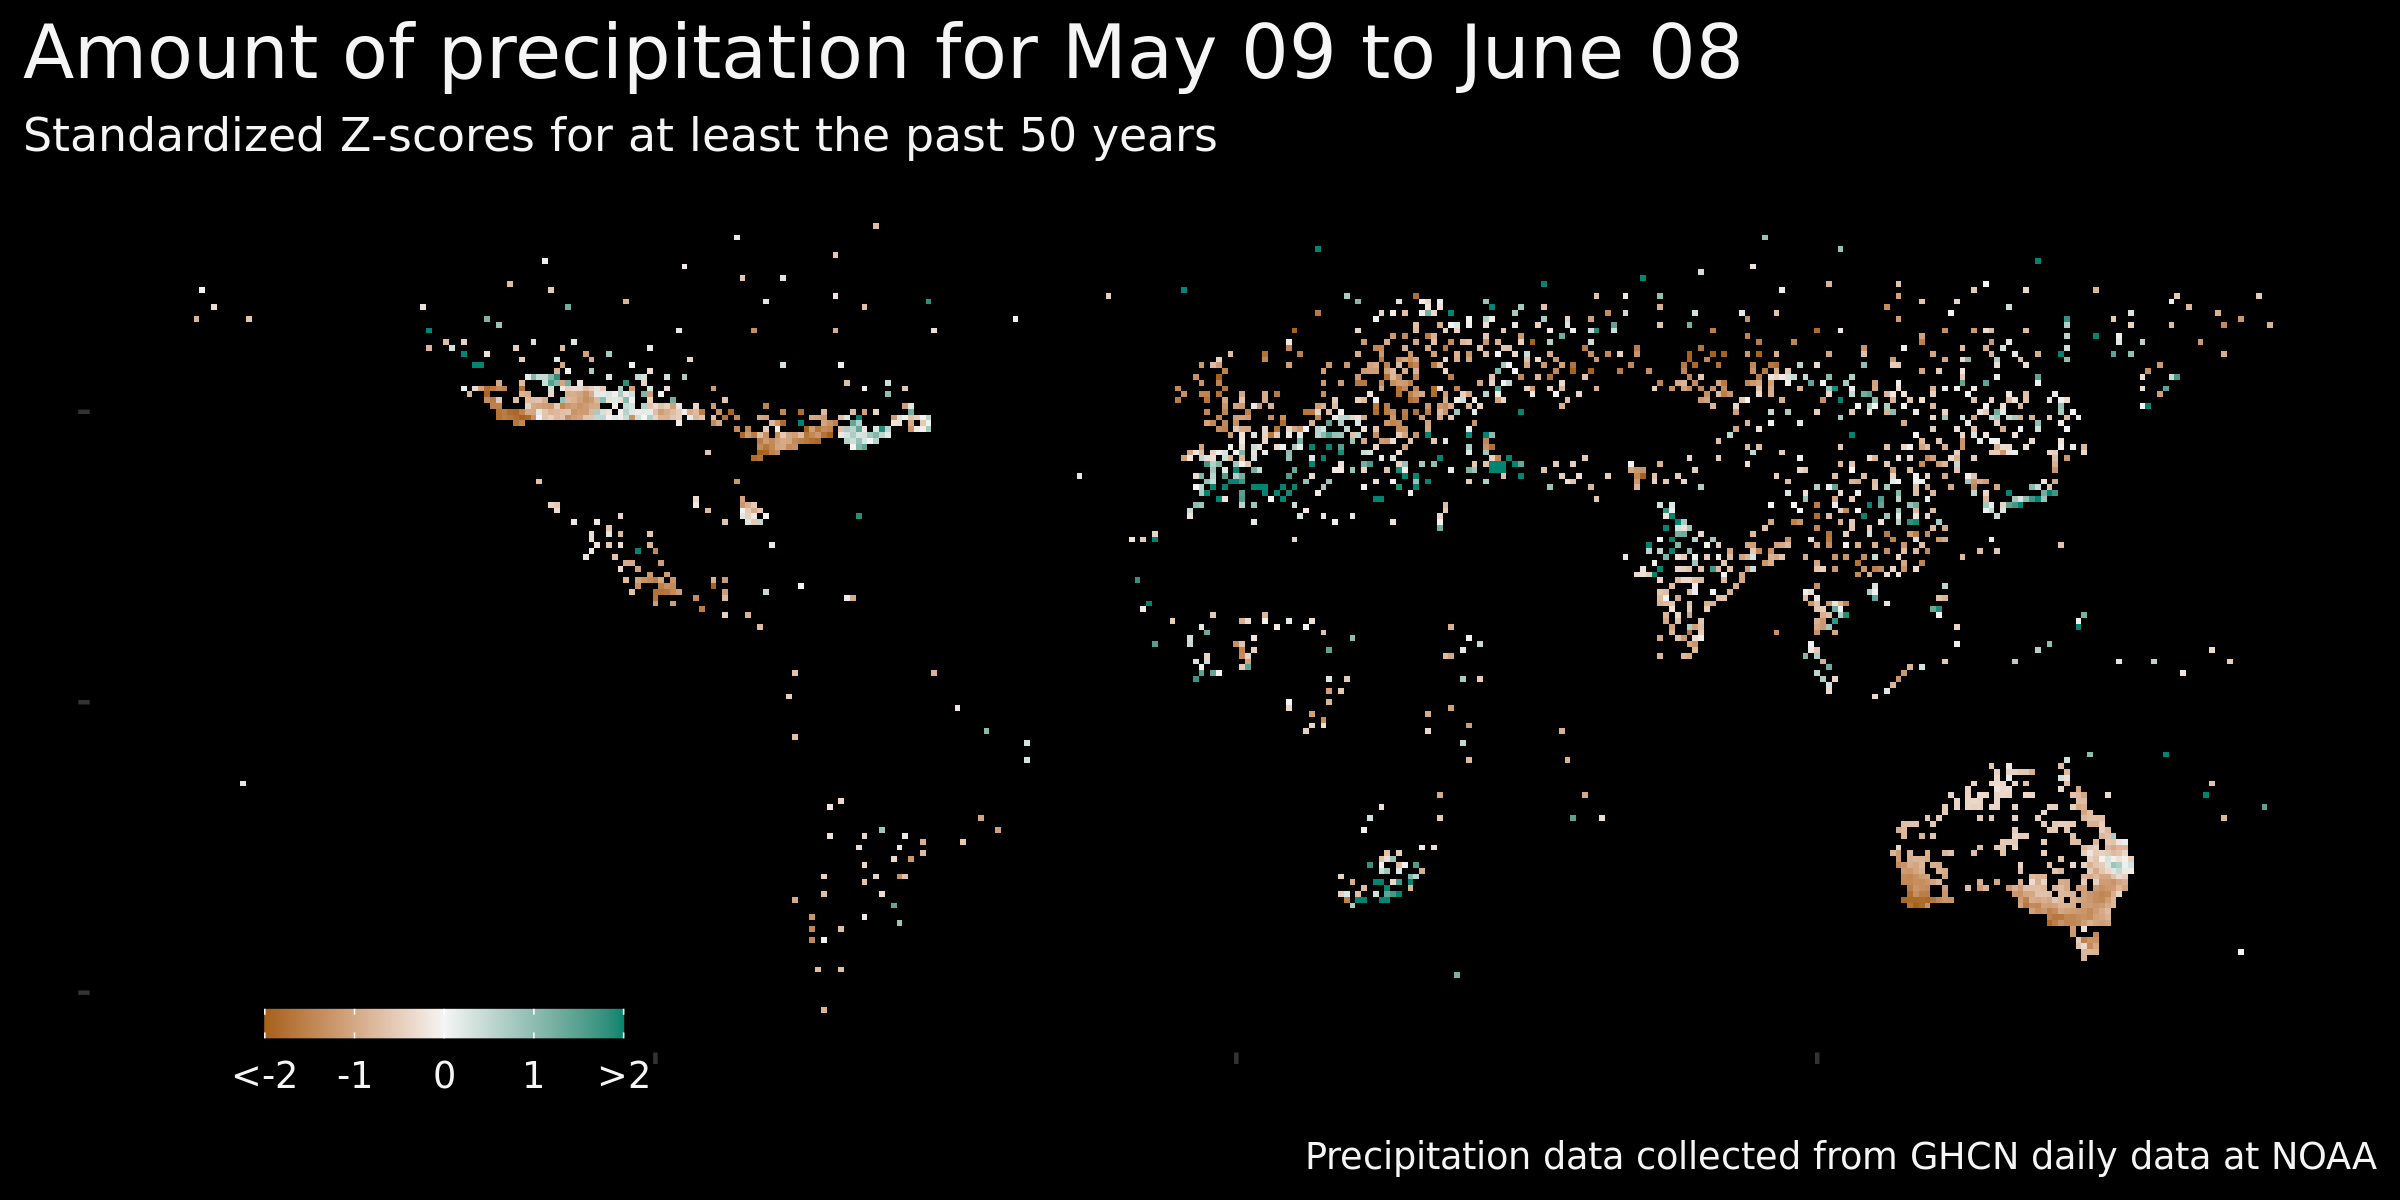 Amount of precipitation for May 09 to June 08
Standardized Z-scores for at least the past 50 years
<-2 -1 0 1 >2
Precipitation data collected from GHCN daily data at NOAA